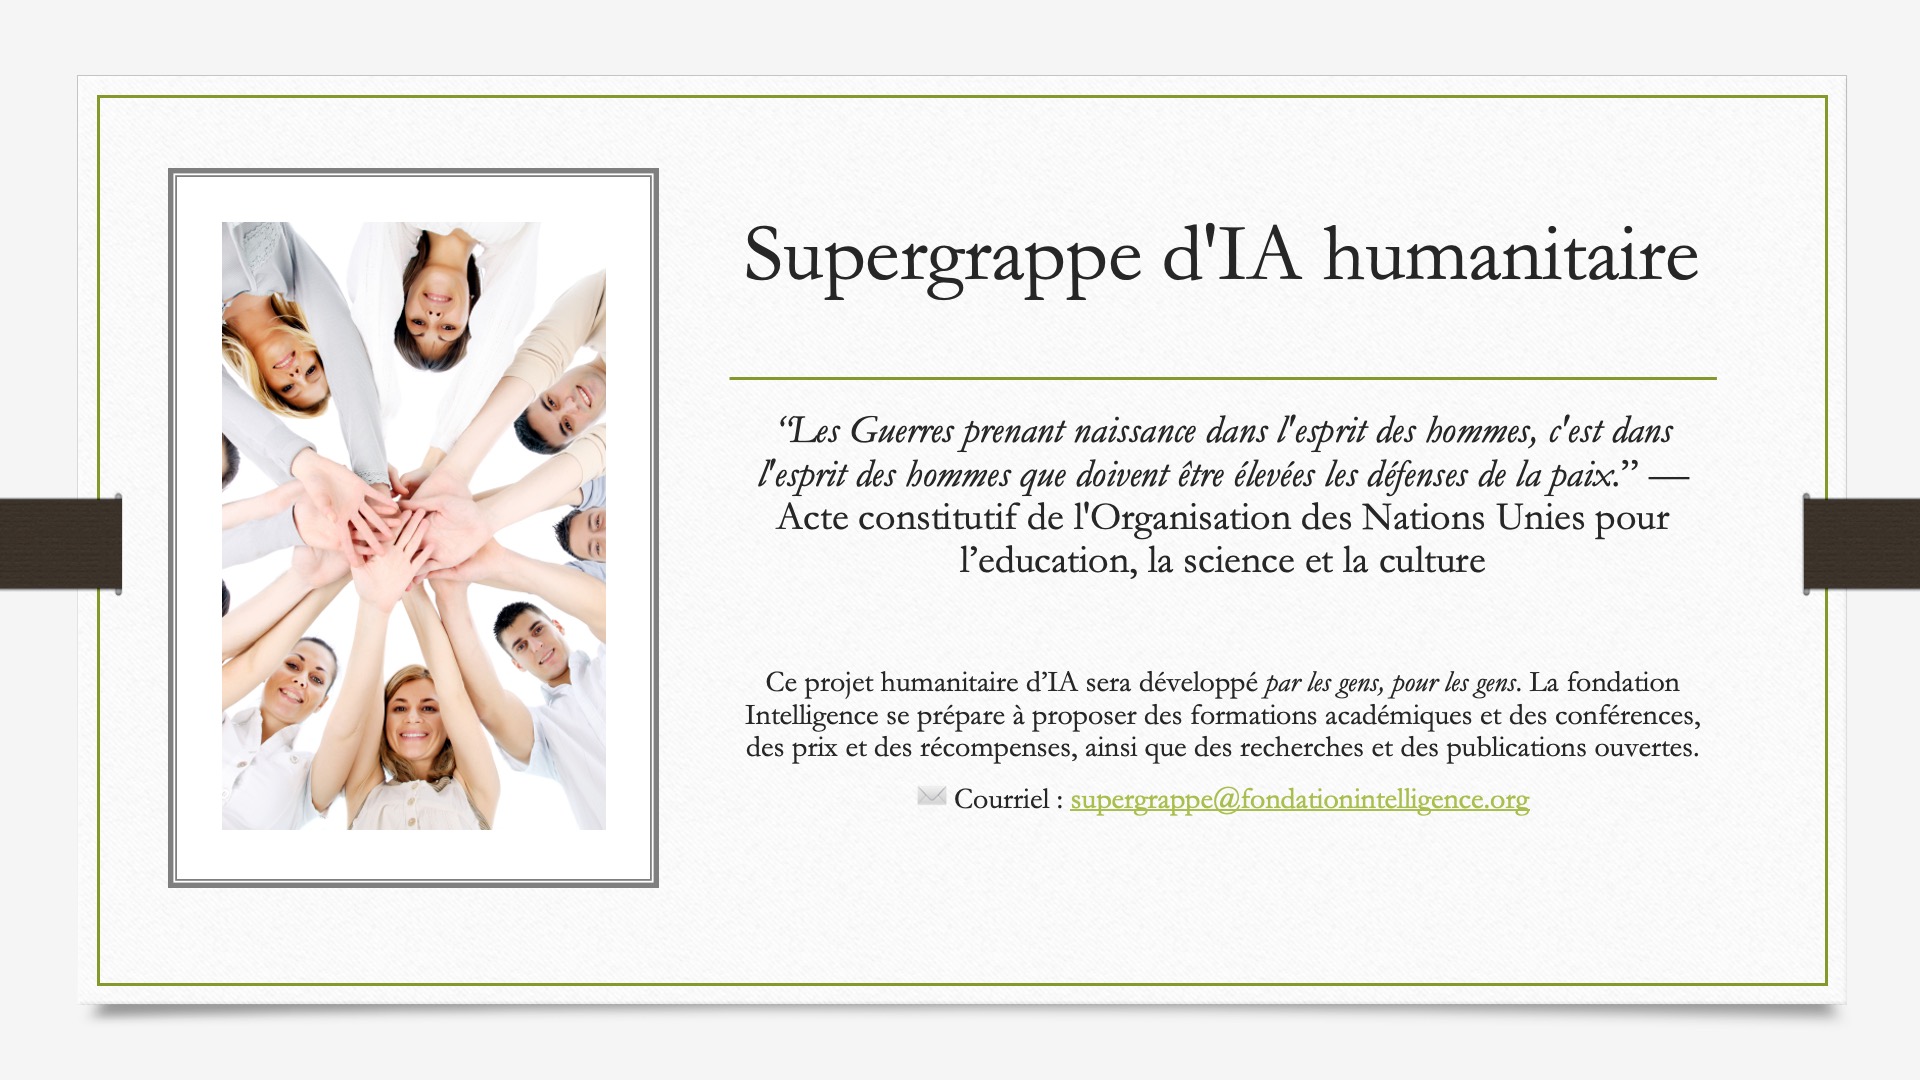 Supergrappe d'IA humanitaire
“Les Guerres prenant naissance dans l'esprit des hommes, c'est dans
l'esprit des hommes que doivent être élevées les défenses de la paix.” —
Acte constitutif de l'Organisation des Nations Unies pour
l’education, la science et la culture
Ce projet humanitaire d’IA sera développé par les gens, pour les gens. La fondation
Intelligence se prépare à proposer des formations académiques et des conférences,
des prix et des récompenses, ainsi que des recherches et des publications ouvertes.
Courriel : supergrappe@fondationintelligence.org